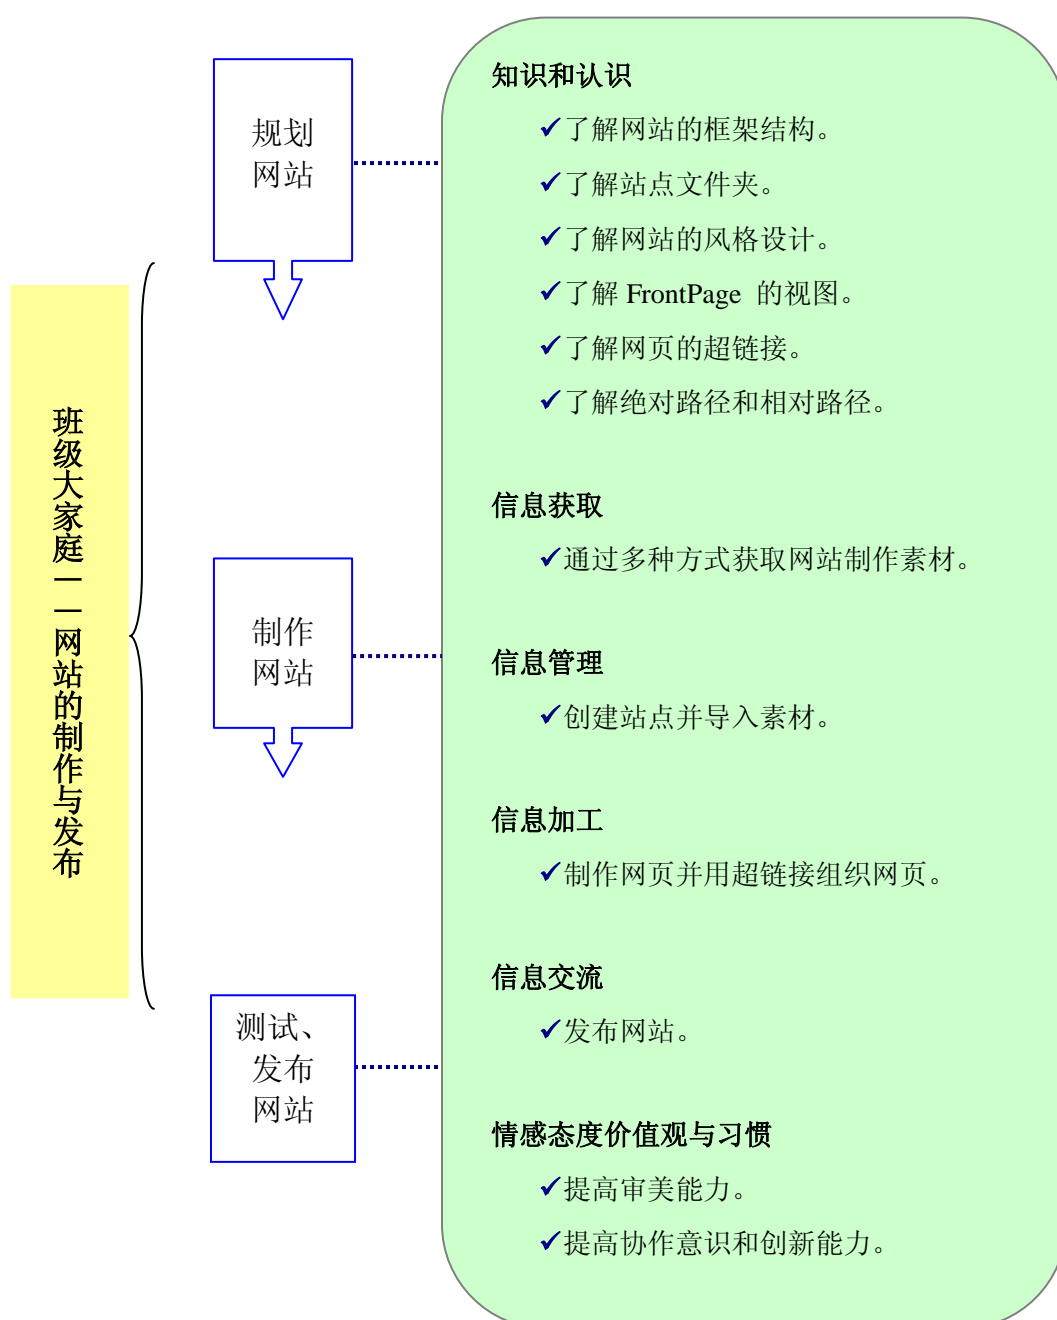 班级大家庭——网站的制作与发布
规划
网站
制作
网站
测试、
发布
网站
知识和认识
✓了解网站的框架结构。
✓了解站点文件夹。
✓了解网站的风格设计。
✓了解 FrontPage 的视图。
✓了解网页的超链接。
✓了解绝对路径和相对路径。
信息获取
✓通过多种方式获取网站制作素材。
信息管理
✓创建站点并导入素材。
信息加工
✓制作网页并用超链接组织网页。
信息交流
✓发布网站。
情感态度价值观与习惯
✓提高审美能力。
✓提高协作意识和创新能力。